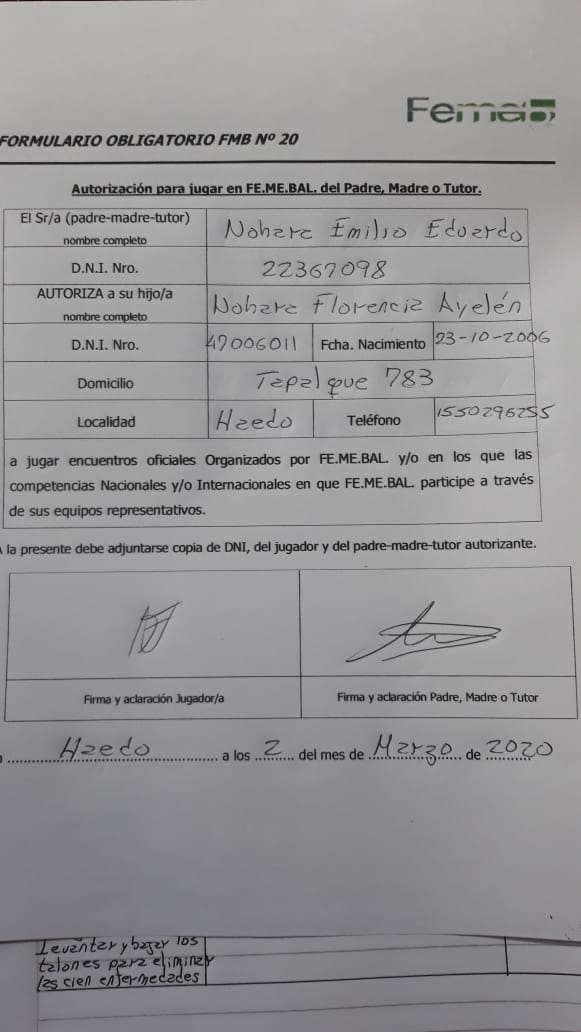 Feme
FORMULARIO OBLIGATORIO FMB Nº 20
Autorización para jugar en FE.ME.BAL. del Padre, Madre o Tutor.
El Sr/a (padre-madre-tutor)
nombre completo
Nohara Emilio Eduardo
D.N.I. Nro.
22367098
AUTORIZA a su hijo/a
nombre completo
Nohara Florencia Ayelén
D.N.I. Nro.
47006011
Fcha. Nacimiento
23-10-2006
Domicilio
Tapalque 783
Localidad
Haedo
Teléfono
1550296255
a jugar encuentros oficiales Organizados por FE.ME.BAL. y/o en los que las
competencias Nacionales y/o Internacionales en que FE.ME.BAL. participe a través
de sus equipos representativos.
A la presente debe adjuntarse copia de DNI, del jugador y del padre-madre-tutor autorizante.
Firma y aclaración Jugador/a
Firma y aclaración Padre, Madre o Tutor
Haedo a los 2 del mes de Marzo de 2020
Levantar y bajar los
talones para eliminar
las cien enfermedades